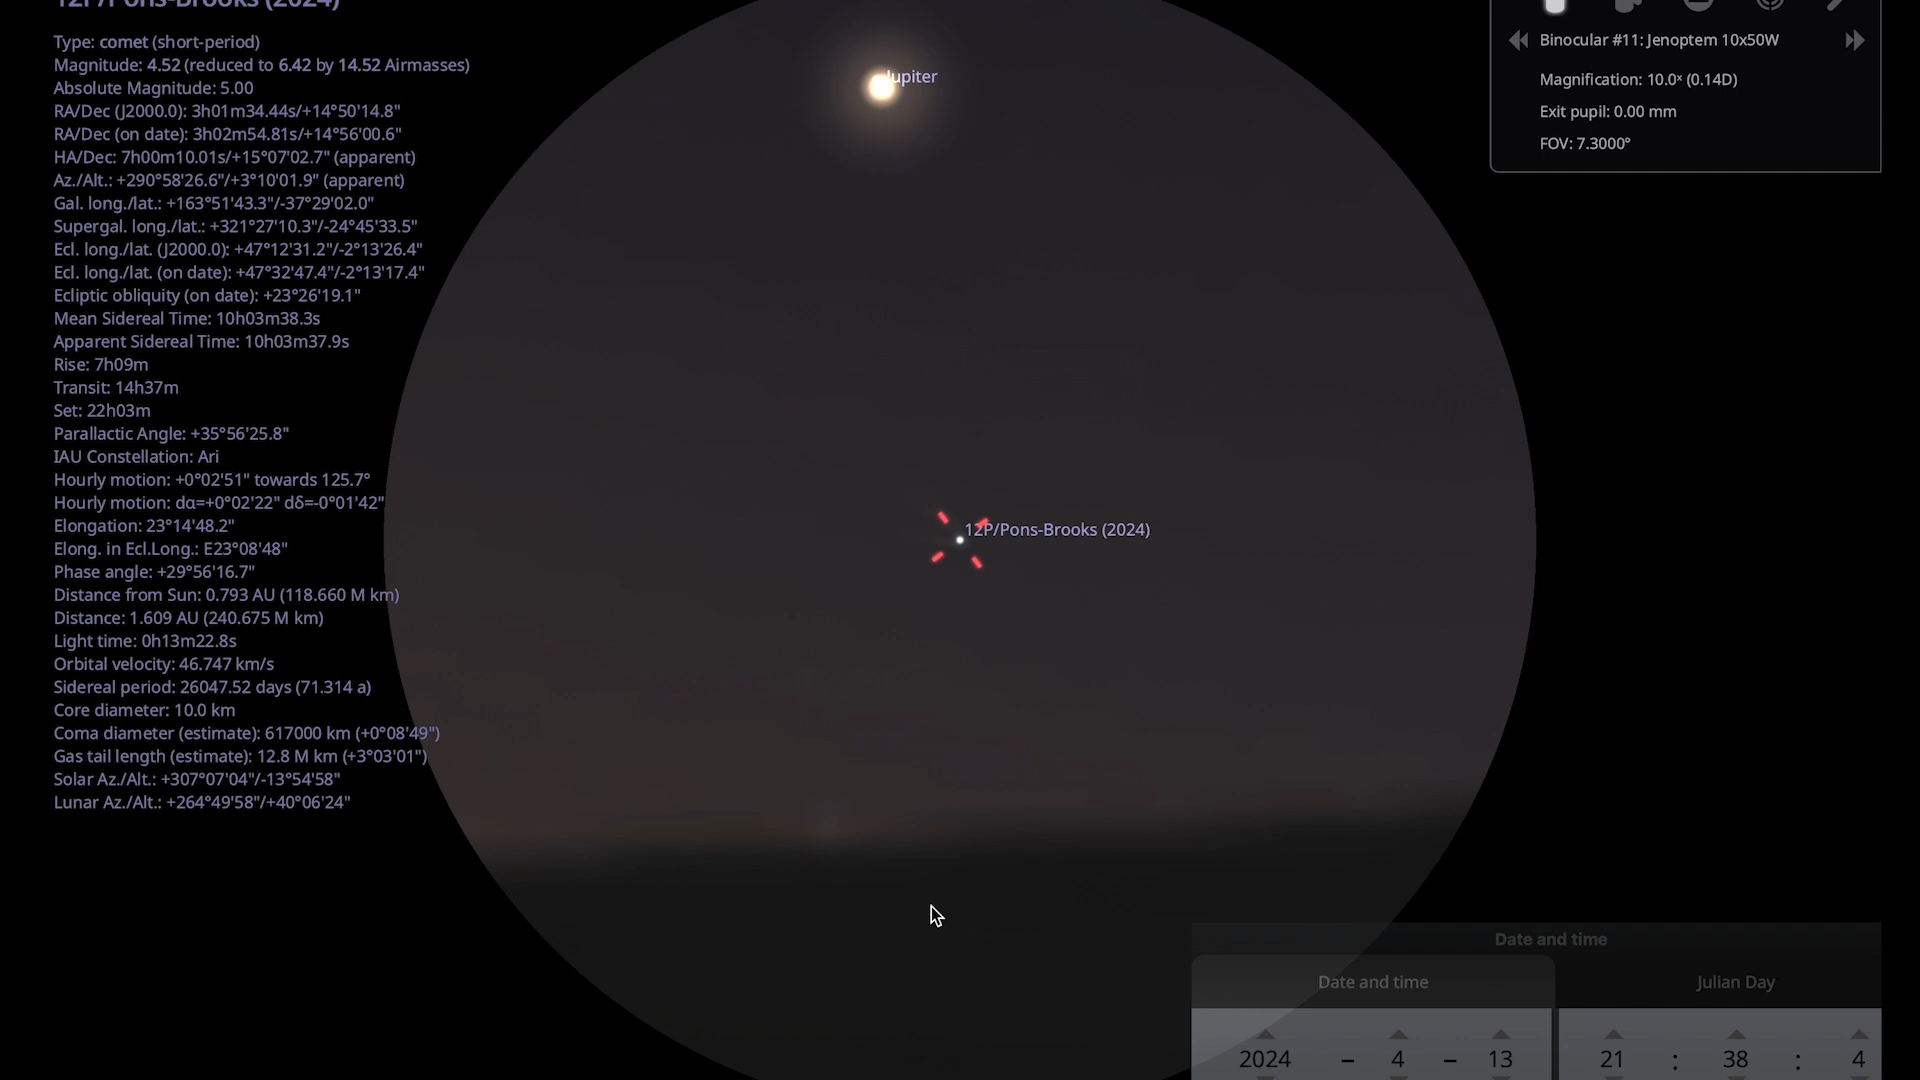 12P/Pons-Brooks (2024)
Type: comet (short-period)
Magnitude: 4.52 (reduced to 6.42 by 14.52 Airmasses)
Absolute Magnitude: 5.00
RA/Dec (J2000.0): 3h01m34.44s/+14°50'14.8"
RA/Dec (on date): 3h02m54.81s/+14°56'00.6"
HA/Dec: 7h00m10.01s/+15°07'02.7" (apparent)
Az./Alt.: +290°58'26.6"/+3°10'01.9" (apparent)
Gal. long./lat.: +163°51'43.3"/-37°29'02.0"
Supergal. long./lat.: +321°27'10.3"/-24°45'33.5"
Ecl. long./lat. (J2000.0): +47°12'31.2"/-2°13'26.4"
Ecl. long./lat. (on date): +47°32'47.4"/-2°13'17.4"
Ecliptic obliquity (on date): +23°26'19.1"
Mean Sidereal Time: 10h03m38.3s
Apparent Sidereal Time: 10h03m37.9s
Rise: 7h09m
Transit: 14h37m
Set: 22h03m
Parallactic Angle: +35°56'25.8"
IAU Constellation: Ari
Hourly motion: +0°02'51" towards 125.7°
Hourly motion: dα=+0°02'22" dδ=-0°01'42"
Elongation: 23°14'48.2"
Elong. in Ecl.Long.: E23°08'48"
Phase angle: +29°56'16.7"
Distance from Sun: 0.793 AU (118.660 M km)
Distance: 1.609 AU (240.675 M km)
Light time: 0h13m22.8s
Orbital velocity: 46.747 km/s
Sidereal period: 26047.52 days (71.314 a)
Core diameter: 10.0 km
Coma diameter (estimate): 617000 km (+0°08'49")
Gas tail length (estimate): 12.8 M km (+3°03'01")
Solar Az./Alt.: +307°07'04"/-13°54'58"
Lunar Az./Alt.: +264°49'58"/+40°06'24"
Jupiter
12P/Pons-Brooks (2024)
Binocular #11: Jenoptem 10x50W
Magnification: 10.0ˣ (0.14D)
Exit pupil: 0.00 mm
FOV: 7.3000°
Date and time
Date and time Julian Day
2024 – 4 – 13 21 : 38 : 4